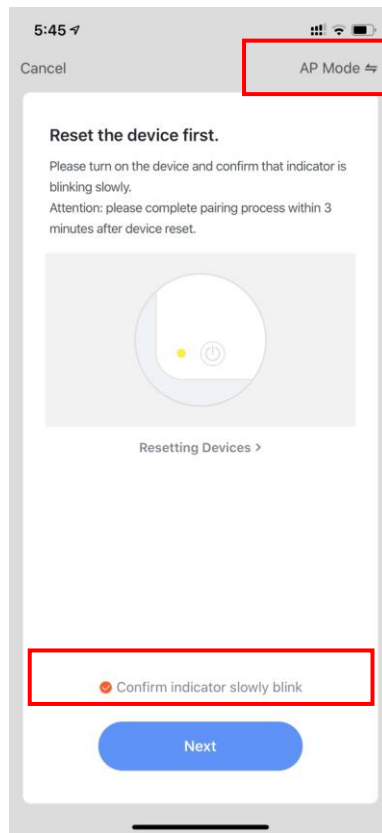 5:45
Cancel
AP Mode ⇋
Reset the device first.
Please turn on the device and confirm that indicator is
blinking slowly.
Attention: please complete pairing process within 3
minutes after device reset.
Resetting Devices >
Confirm indicator slowly blink
Next